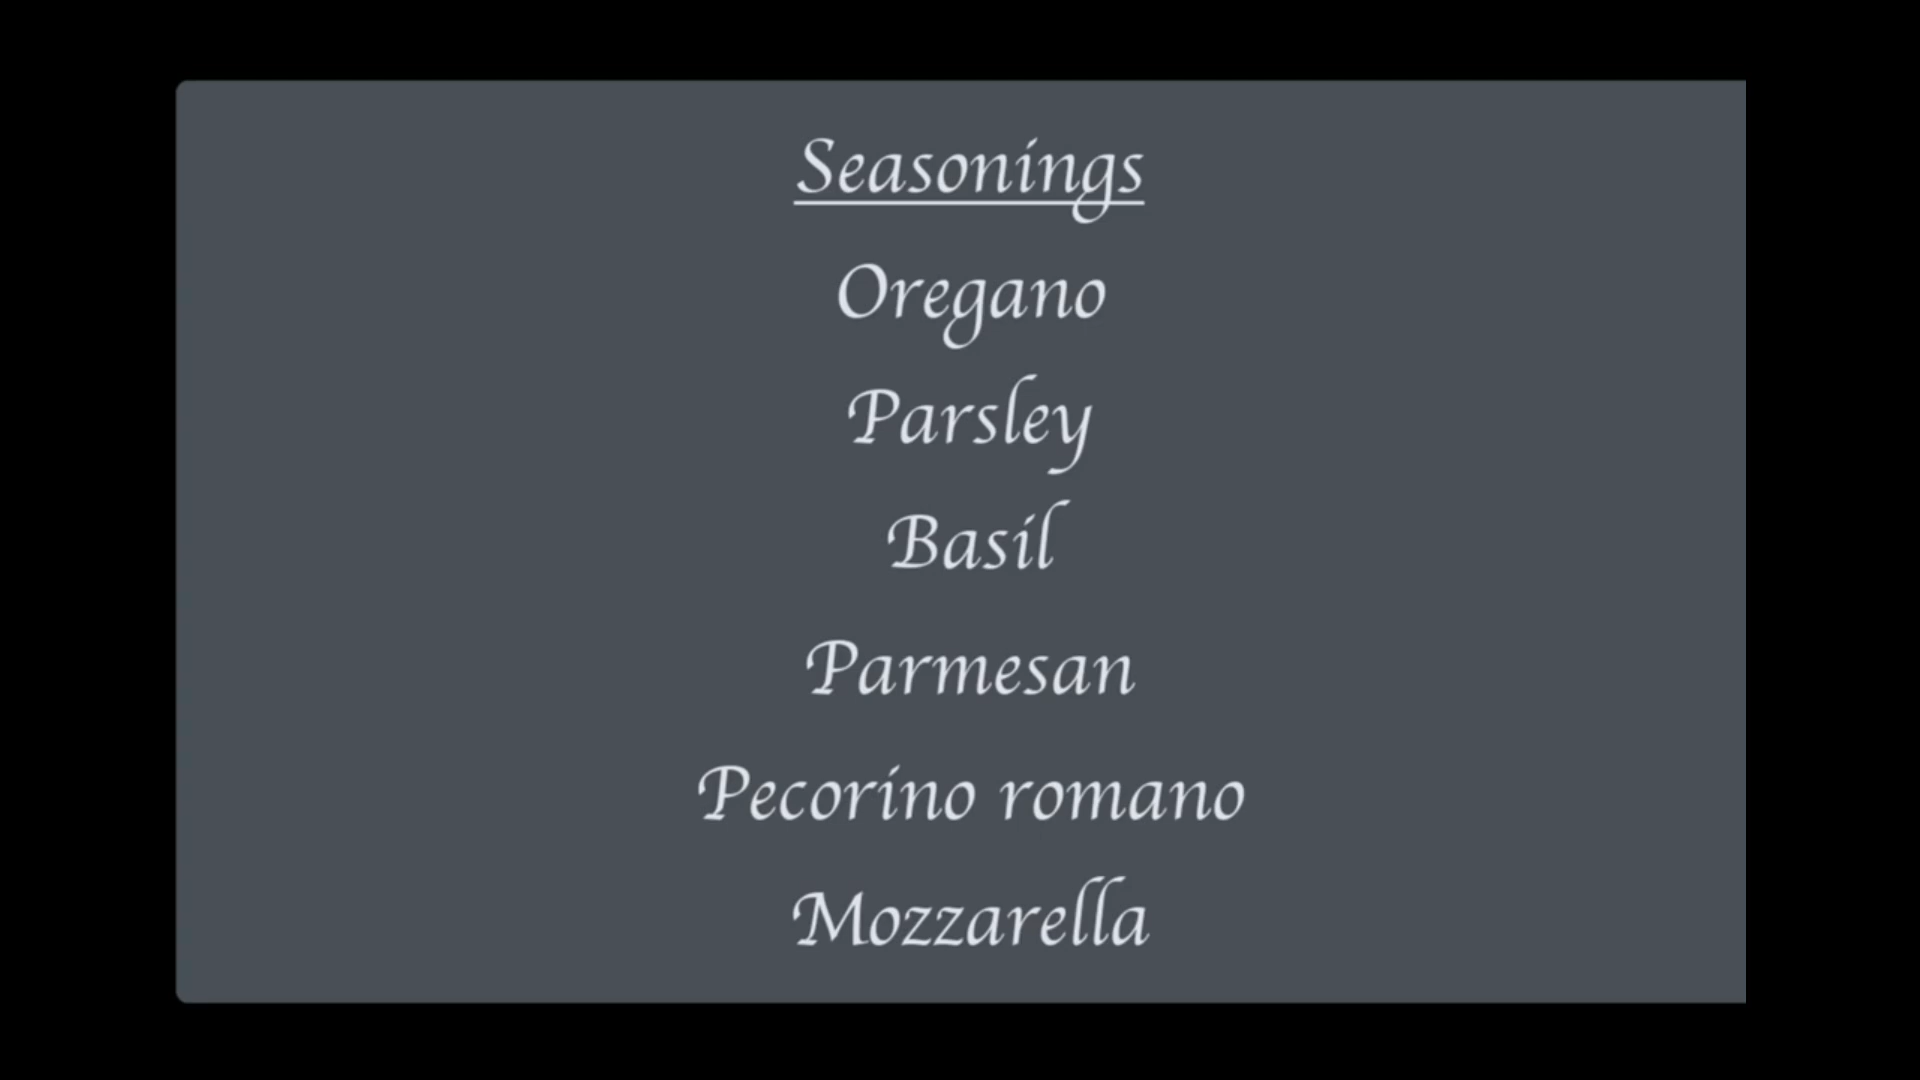 Seasonings
Oregano
Parsley
Basil
Parmesan
Pecorino romano
Mozzarella